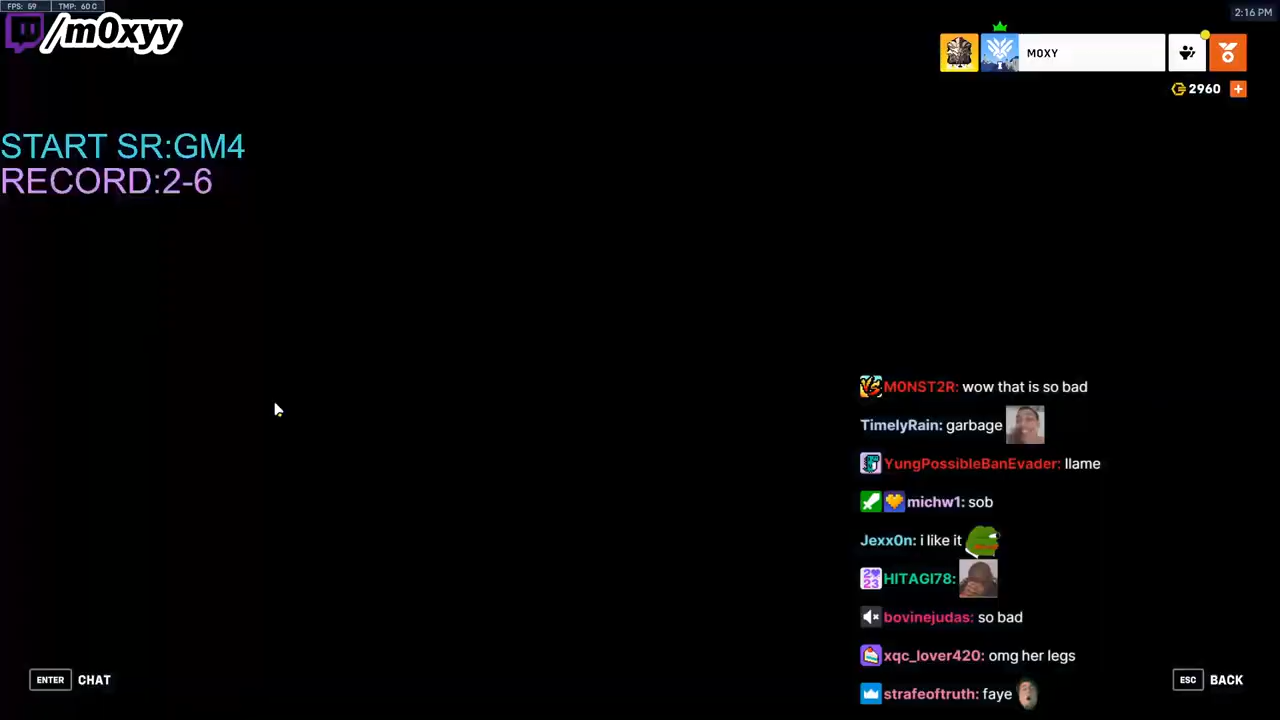 FPS: 59 TMP: 60 C
/m0xyy
2:16 PM
MOXY
2960
START SR:GM4
RECORD:2-6
M0NST2R: wow that is so bad
TimelyRain: garbage
YungPossibleBanEvader: llame
michw1: sob
Jexx0n: i like it
HITAGI78:
bovinejudas: so bad
xqc_lover420: omg her legs
strafeoftruth: faye
ENTER CHAT
ESC BACK